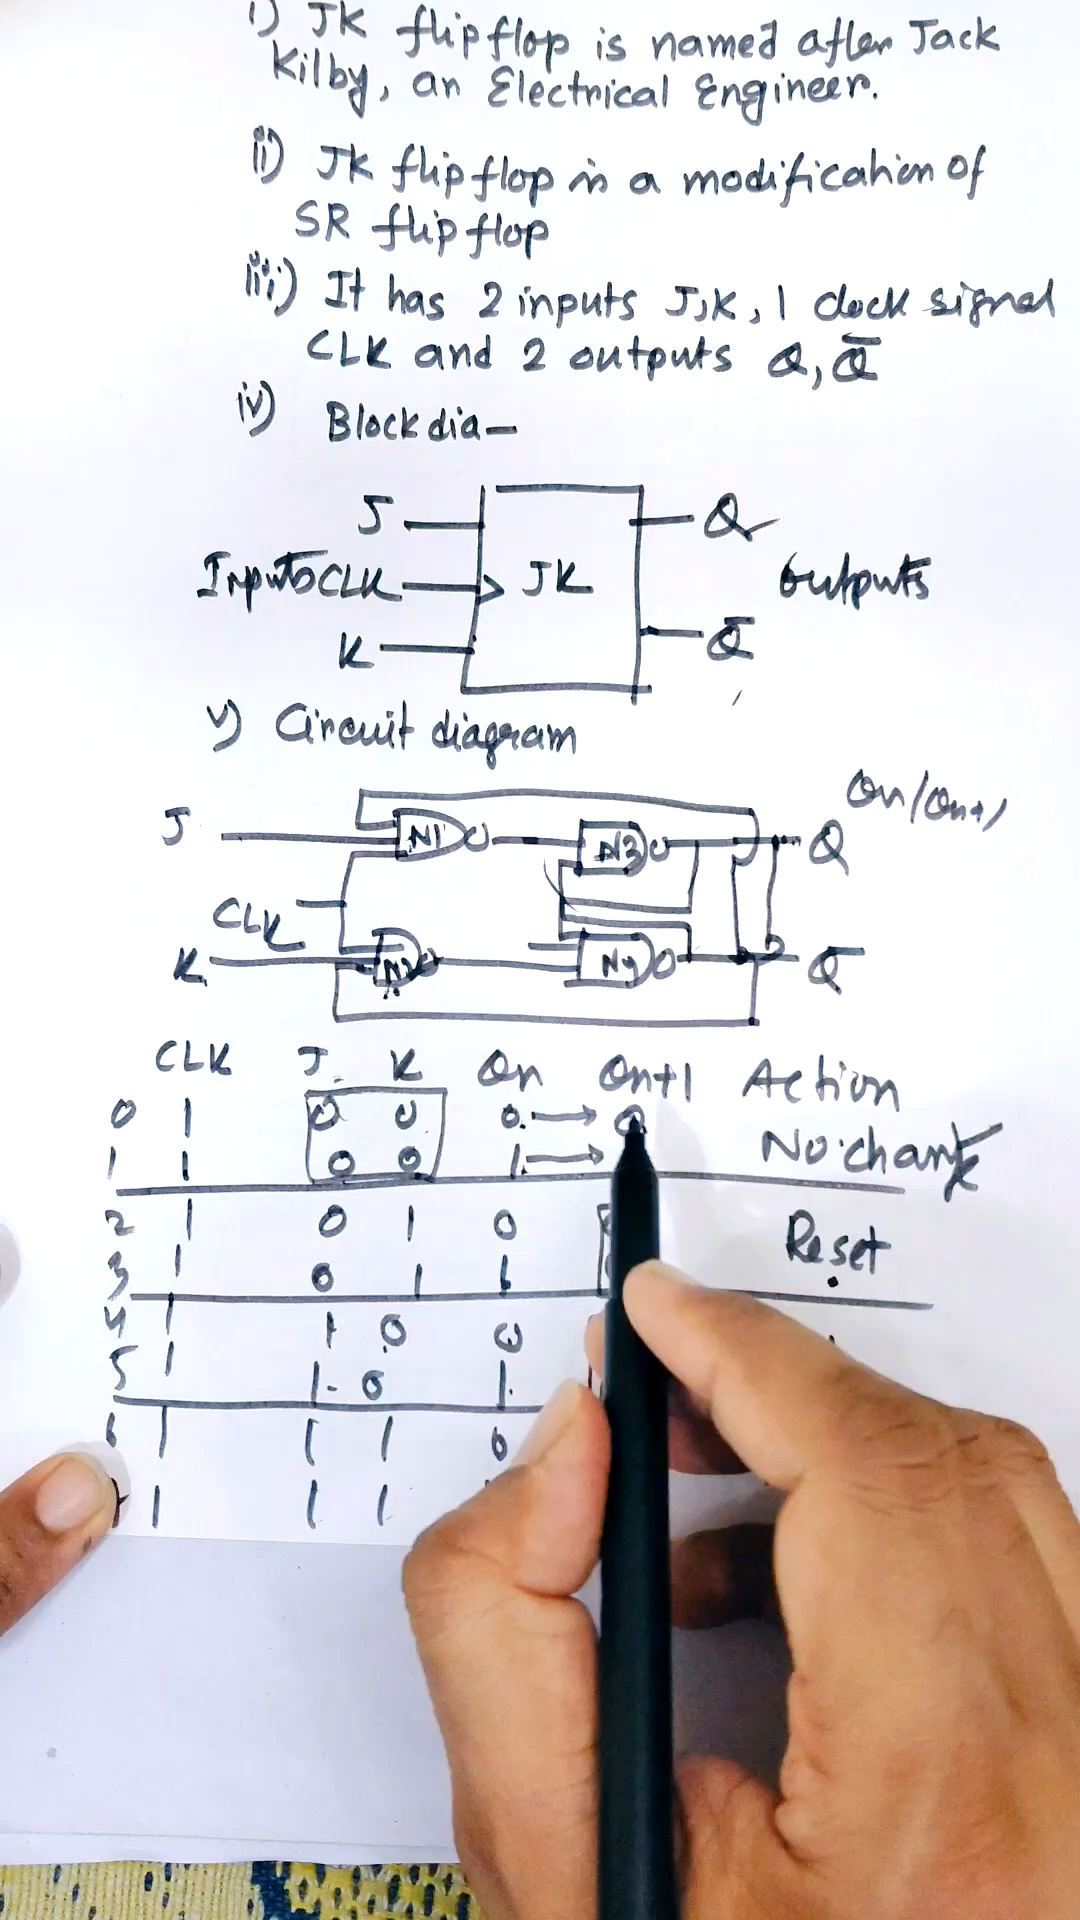 i) JK flipflop is named after Jack
Kilby, an Electrical Engineer.
ii) JK flipflop is a modification of
SR flipflop
iii) It has 2 inputs J,K, 1 clock signal
CLK and 2 outputs Q, Q̅
iv) Block dia–
J Q
Inputs CLK JK outputs
K Q̅
v) Circuit diagram
Qn/Qn+1
J N1 N3 Q
CLK
K N2 N4 Q̅
CLK J K Qn Qn+1 Action
0 1 0 0 0 → 0
1 1 0 0 1 → No change
2 1 0 1 0 Reset
3 1 0 1 1
4 1 1 0 0
5 1 1 0 1
6 1 1 1 0
1 1 1